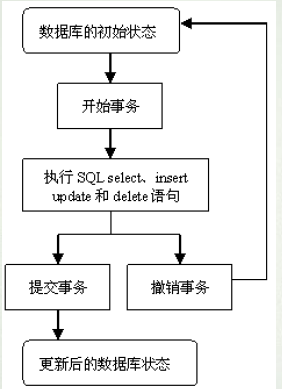 数据库的初始状态
开始事务
执行 SQL select、insert
update 和 delete 语句
提交事务
撤销事务
更新后的数据库状态